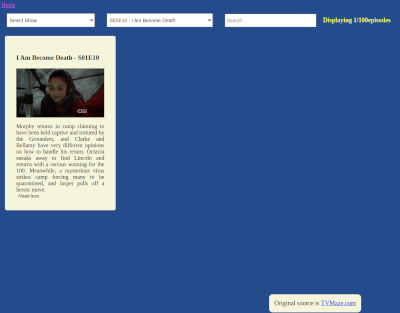 Home
Select Show
S01E10 - I Am Become Death
Search...
Displaying 1/100episodes
I Am Become Death - S01E10
CW
Murphy returns to camp claiming to
have been held captive and tortured by
the Grounders, and Clarke and
Bellamy have very different opinions
on how to handle his return. Octavia
sneaks away to find Lincoln and
returns with a serious warning for the
100. Meanwhile, a mysterious virus
strikes camp forcing many to be
quarantined, and Jasper pulls off a
heroic move.
Read less
Original source is TVMaze.com